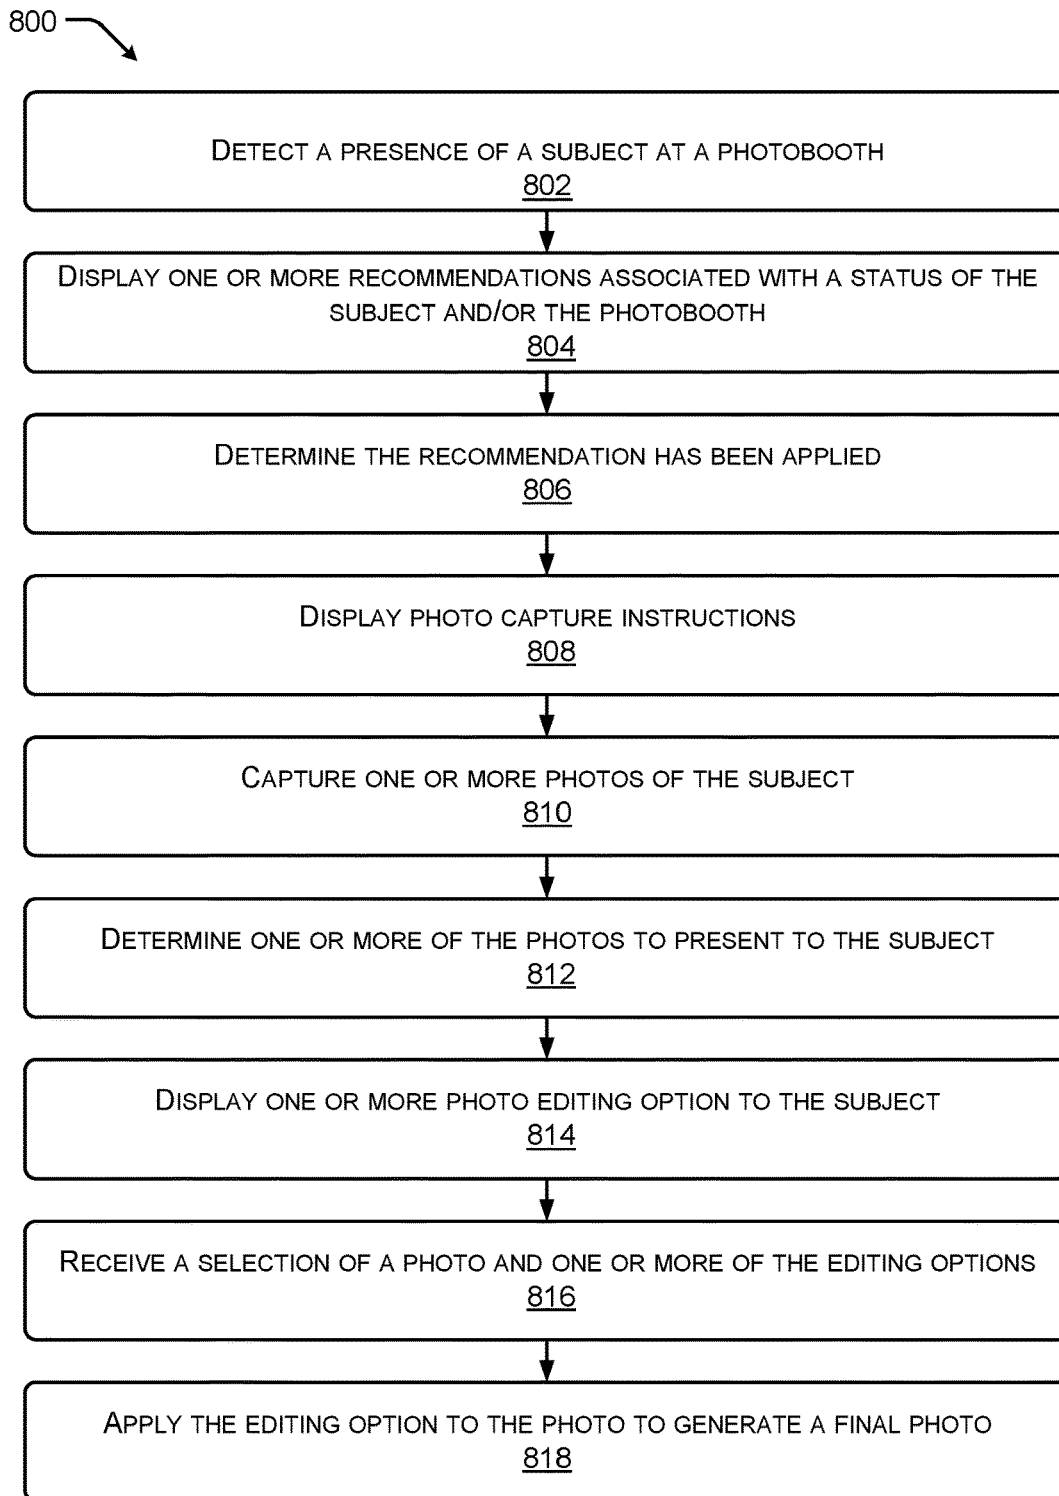 800
DETECT A PRESENCE OF A SUBJECT AT A PHOTOBOOTH
802
DISPLAY ONE OR MORE RECOMMENDATIONS ASSOCIATED WITH A STATUS OF THE
SUBJECT AND/OR THE PHOTOBOOTH
804
DETERMINE THE RECOMMENDATION HAS BEEN APPLIED
806
DISPLAY PHOTO CAPTURE INSTRUCTIONS
808
CAPTURE ONE OR MORE PHOTOS OF THE SUBJECT
810
DETERMINE ONE OR MORE OF THE PHOTOS TO PRESENT TO THE SUBJECT
812
DISPLAY ONE OR MORE PHOTO EDITING OPTION TO THE SUBJECT
814
RECEIVE A SELECTION OF A PHOTO AND ONE OR MORE OF THE EDITING OPTIONS
816
APPLY THE EDITING OPTION TO THE PHOTO TO GENERATE A FINAL PHOTO
818